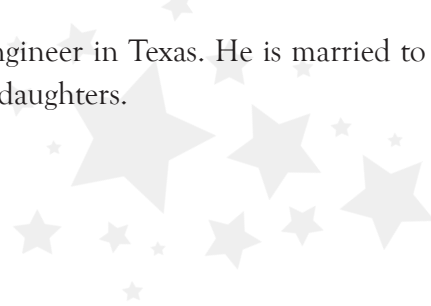 ngineer in Texas. He is married to
daughters.